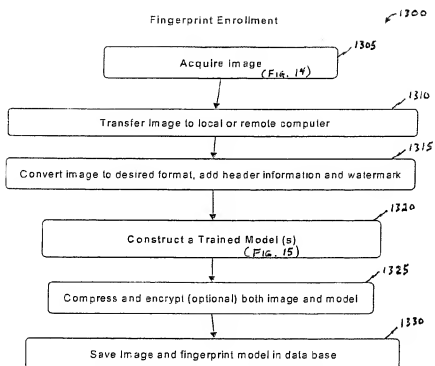 Fingerprint Enrollment
1300
1305
Acquire Image
(FIG. 14)
1310
Transfer Image to local or remote computer
1315
Convert image to desired format, add header information and watermark
1320
Construct a Trained Model (s)
(FIG. 15)
1325
Compress and encrypt (optional) both image and model
1330
Save Image and fingerprint model in data base